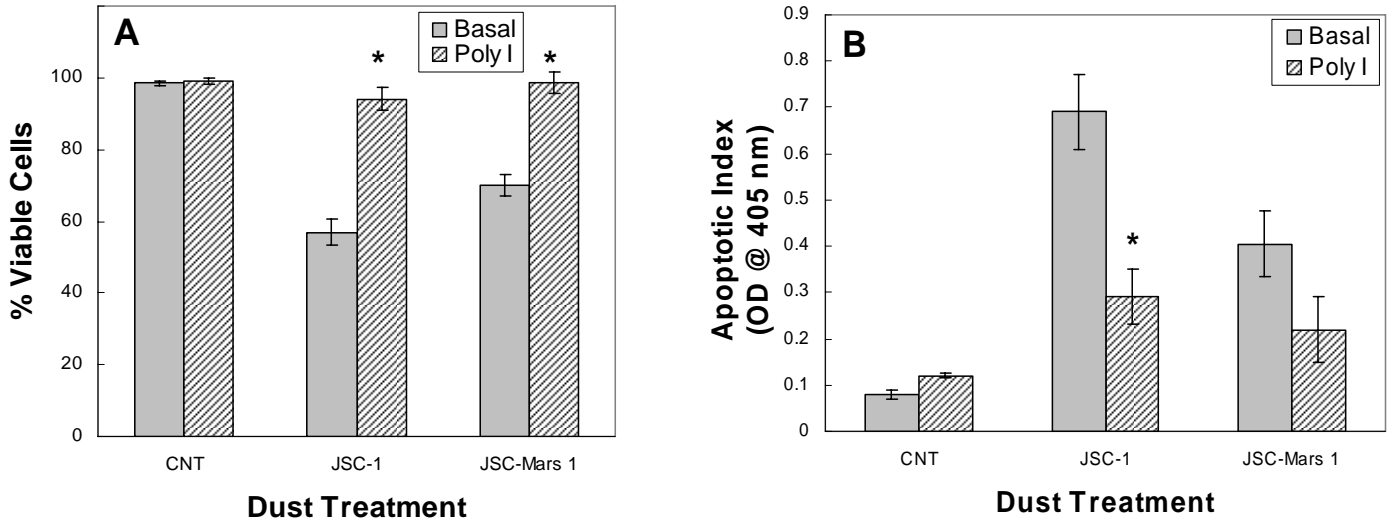 A
Basal
Poly I
*
*
100
80
60
40
20
0
% Viable Cells
CNT
JSC-1
JSC-Mars 1
Dust Treatment
B
Basal
Poly I
*
0.9
0.8
0.7
0.6
0.5
0.4
0.3
0.2
0.1
0
Apoptotic Index
(OD @ 405 nm)
CNT
JSC-1
JSC-Mars 1
Dust Treatment